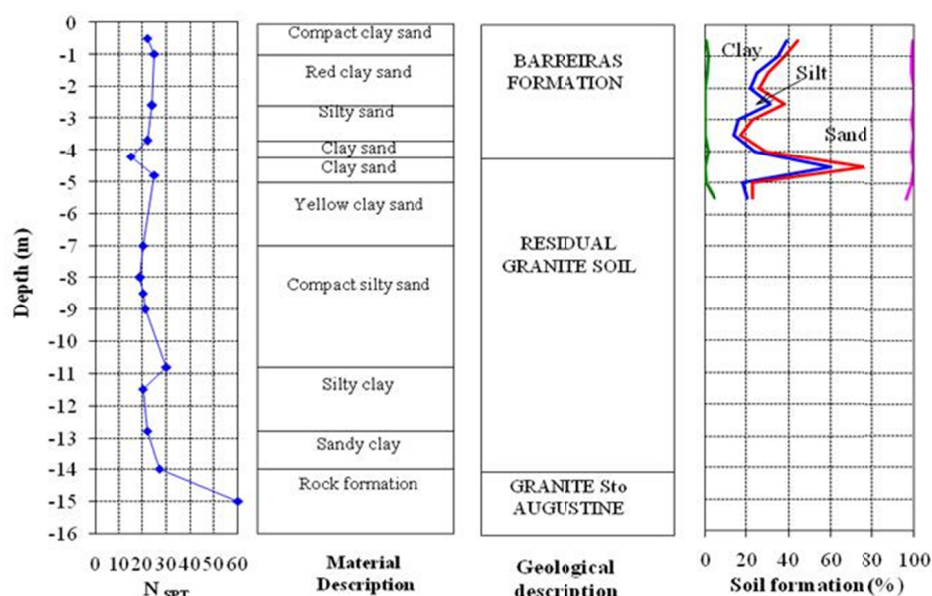 Depth (m)
0
-1
-2
-3
-4
-5
-6
-7
-8
-9
-10
-11
-12
-13
-14
-15
-16
0 10 20 30 40 50 60
N SPT
Compact clay sand
Red clay sand
Silty sand
Clay sand
Clay sand
Yellow clay sand
Compact silty sand
Silty clay
Sandy clay
Rock formation
Material
Description
BARREIRAS
FORMATION
RESIDUAL
GRANITE SOIL
GRANITE Sto
AUGUSTINE
Geological
description
Clay
Silt
Sand
0 20 40 60 80 100
Soil formation (%)